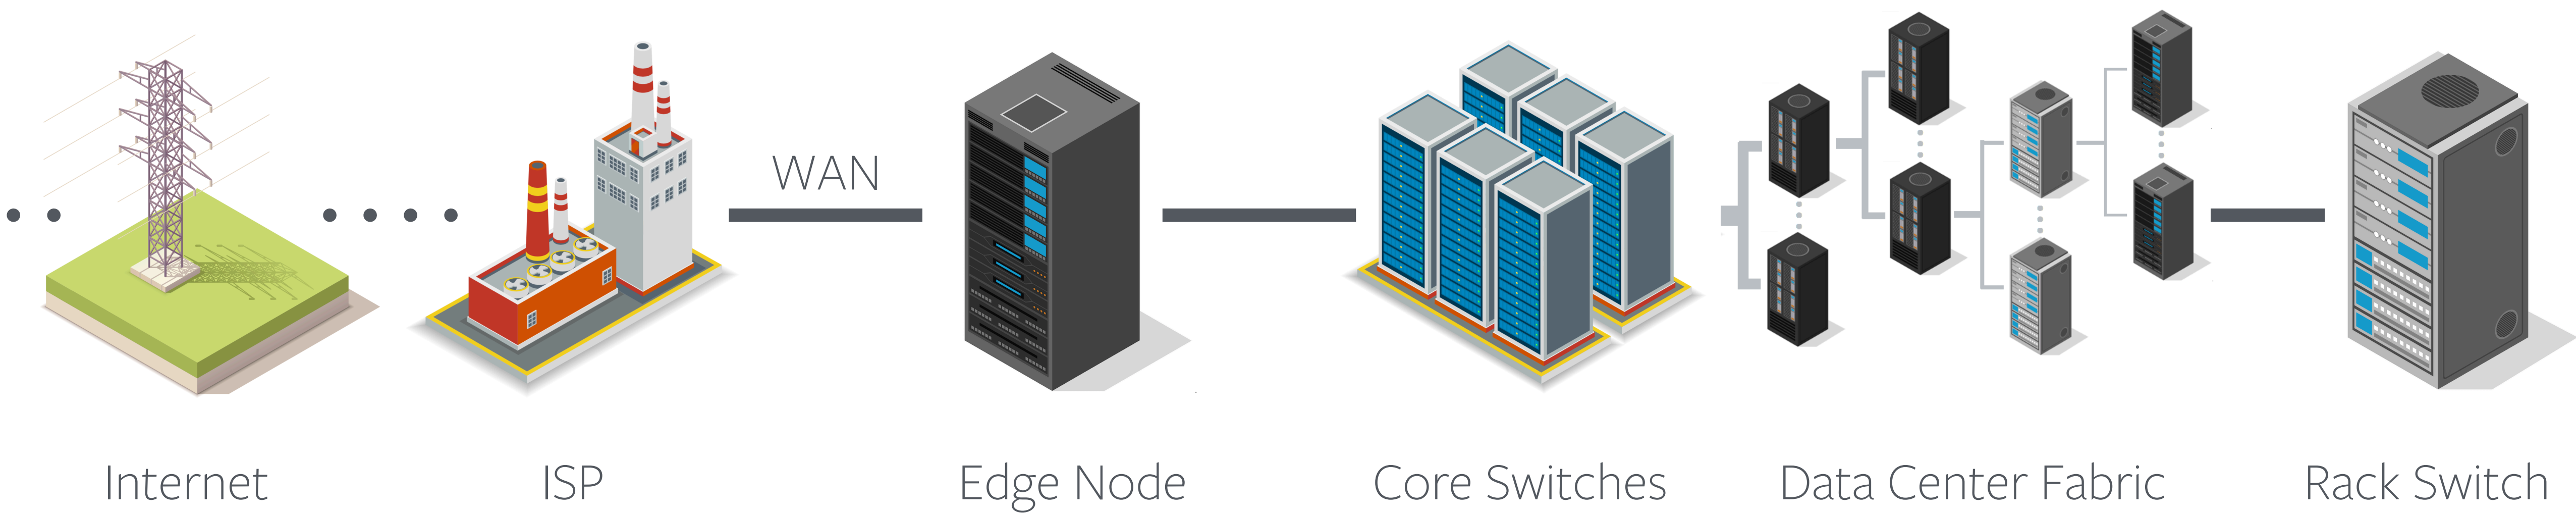 WAN
Internet
ISP
Edge Node
Core Switches
Data Center Fabric
Rack Switch